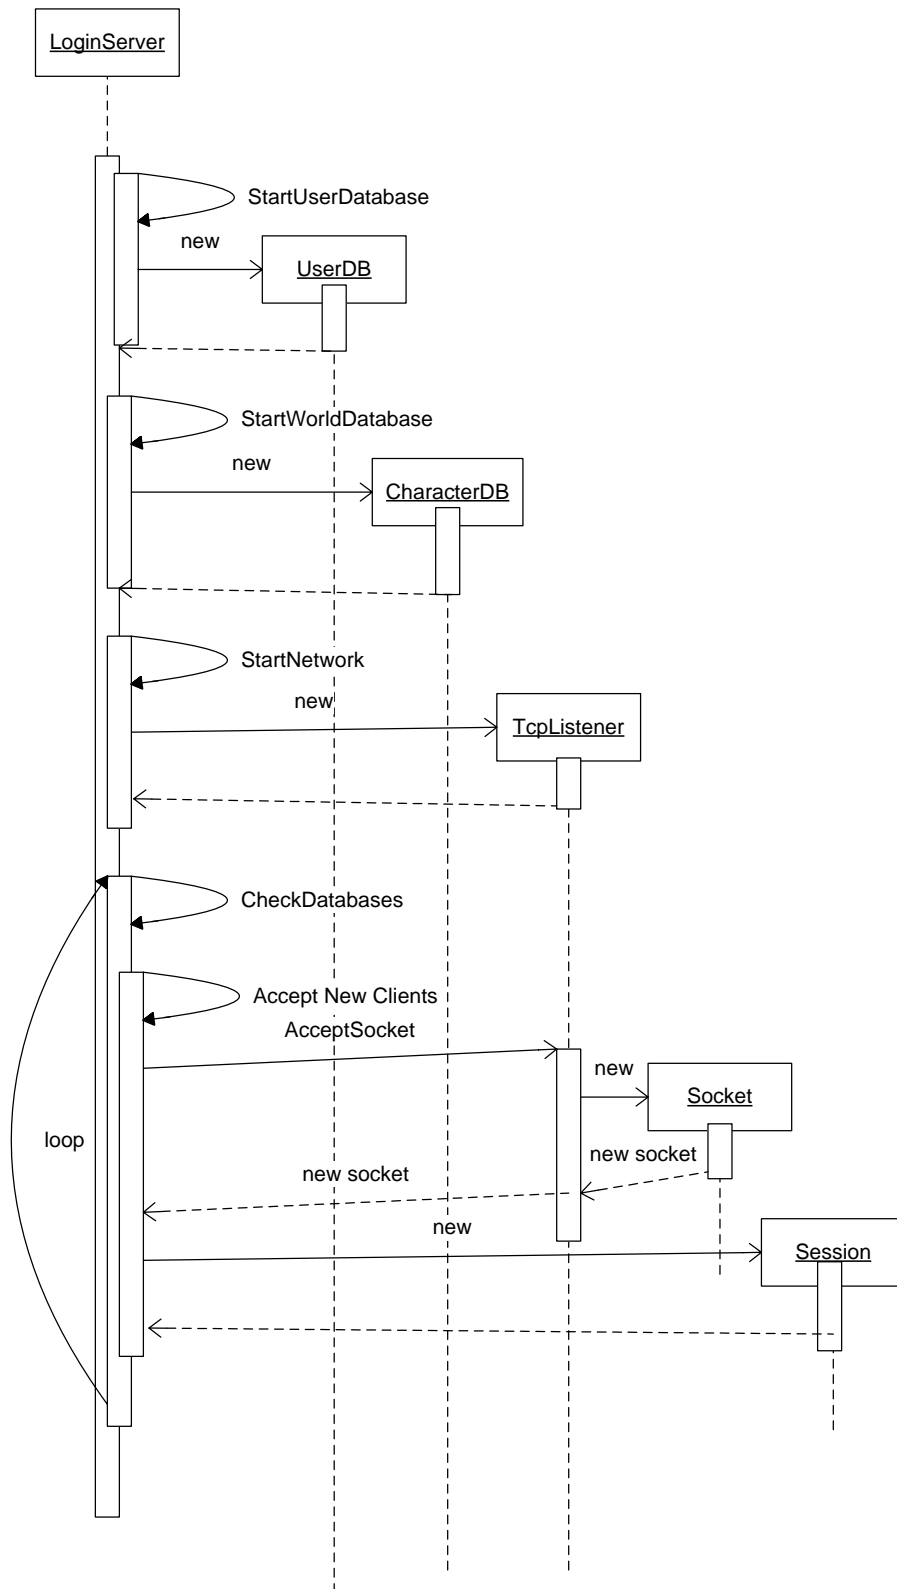 LoginServer
StartUserDatabase
new
UserDB
StartWorldDatabase
new
CharacterDB
StartNetwork
new
TcpListener
CheckDatabases
Accept New Clients
AcceptSocket
new
Socket
loop
new socket
new socket
new
Session